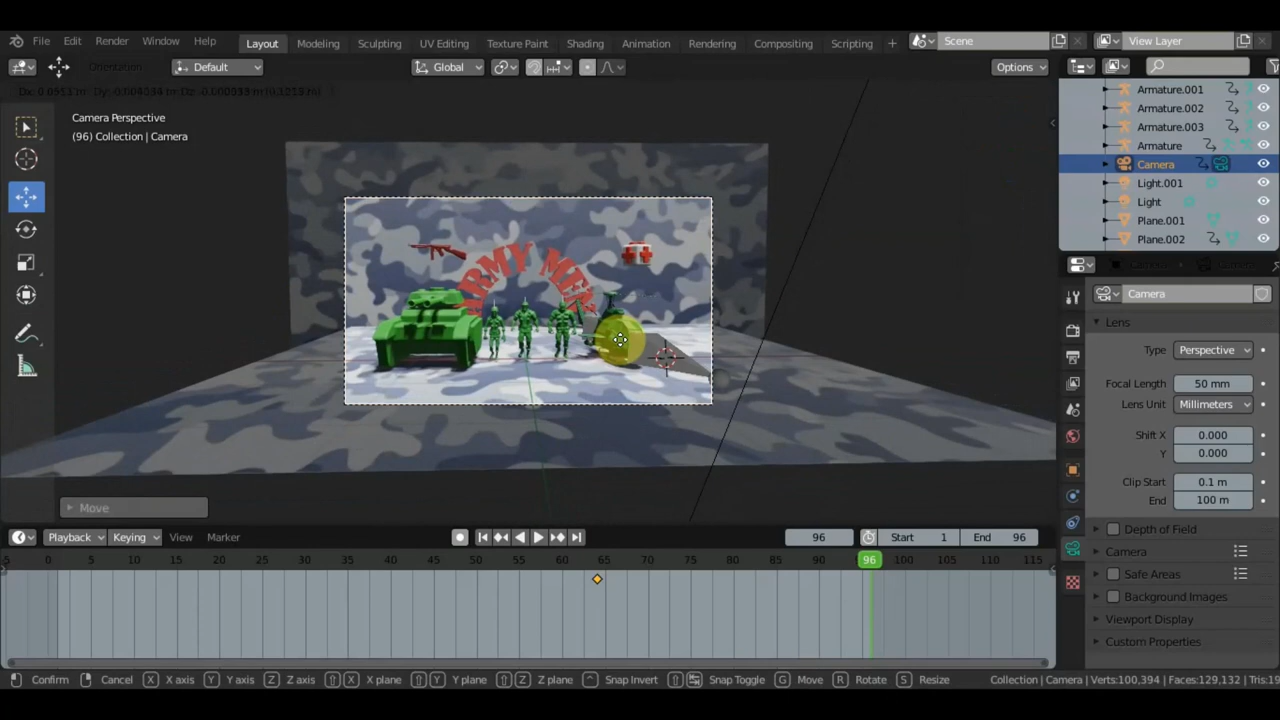 File Edit Render Window Help Layout Modeling Sculpting UV Editing Texture Paint Shading Animation Rendering Compositing Scripting + Scene View Layer
Orientation Default Global Options
Camera Perspective
(96) Collection | Camera
ARMY MEN
Move
Armature.001
Armature.002
Armature.003
Armature
Camera
Light.001
Light
Plane.001
Plane.002
Camera
Lens
Type Perspective
Focal Length 50 mm
Lens Unit Millimeters
Shift X 0.000
Y 0.000
Clip Start 0.1 m
End 100 m
Depth of Field
Camera
Safe Areas
Background Images
Viewport Display
Custom Properties
Playback Keying View Marker 96 Start 1 End 96
-5 0 5 10 15 20 25 30 35 40 45 50 55 60 65 70 75 80 85 90 96 100 105 110 115
Confirm Cancel X X axis Y Y axis Z Z axis X X plane Y Y plane Z Z plane ^ Snap Invert Snap Toggle G Move R Rotate S Resize Collection | Camera | Verts:100,394 | Faces:129,132 | Tris:19